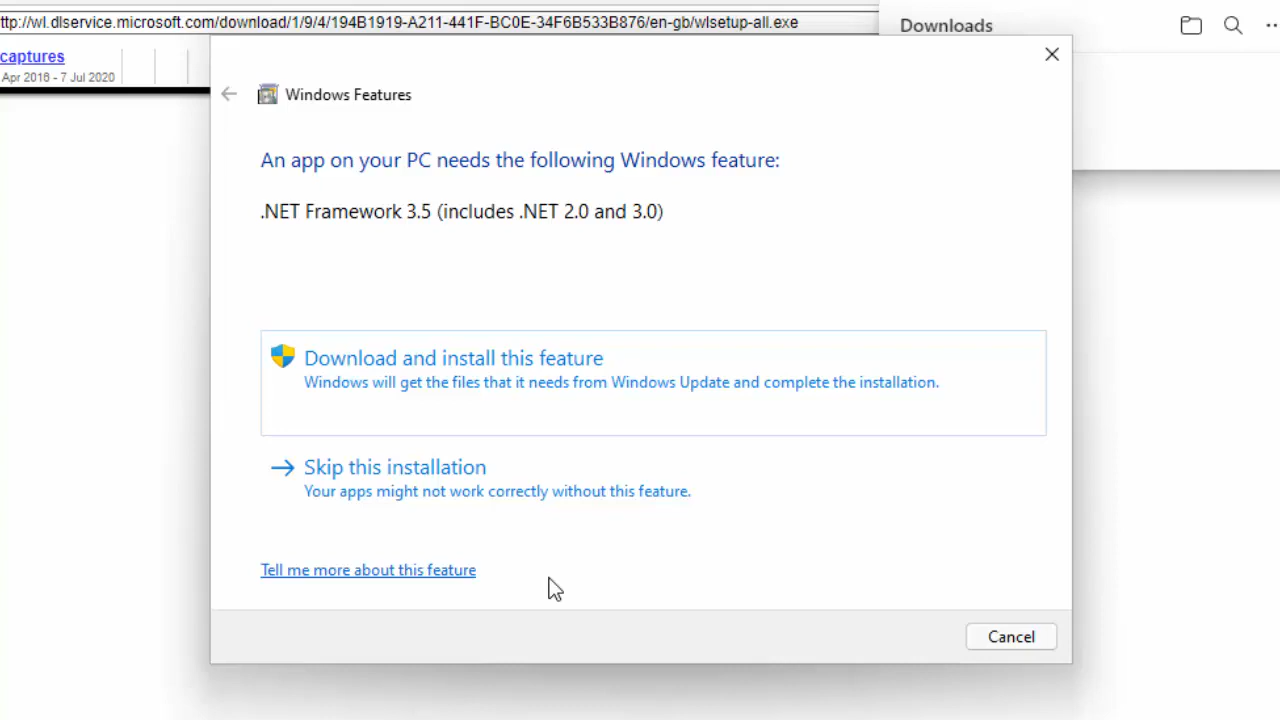 ttp://wl.dlservice.microsoft.com/download/1/9/4/194B1919-A211-441F-BC0E-34F6B533B876/en-gb/wlsetup-all.exe
Downloads
captures
Apr 2016 - 7 Jul 2020
Windows Features
An app on your PC needs the following Windows feature:
.NET Framework 3.5 (includes .NET 2.0 and 3.0)
Download and install this feature
Windows will get the files that it needs from Windows Update and complete the installation.
Skip this installation
Your apps might not work correctly without this feature.
Tell me more about this feature
Cancel